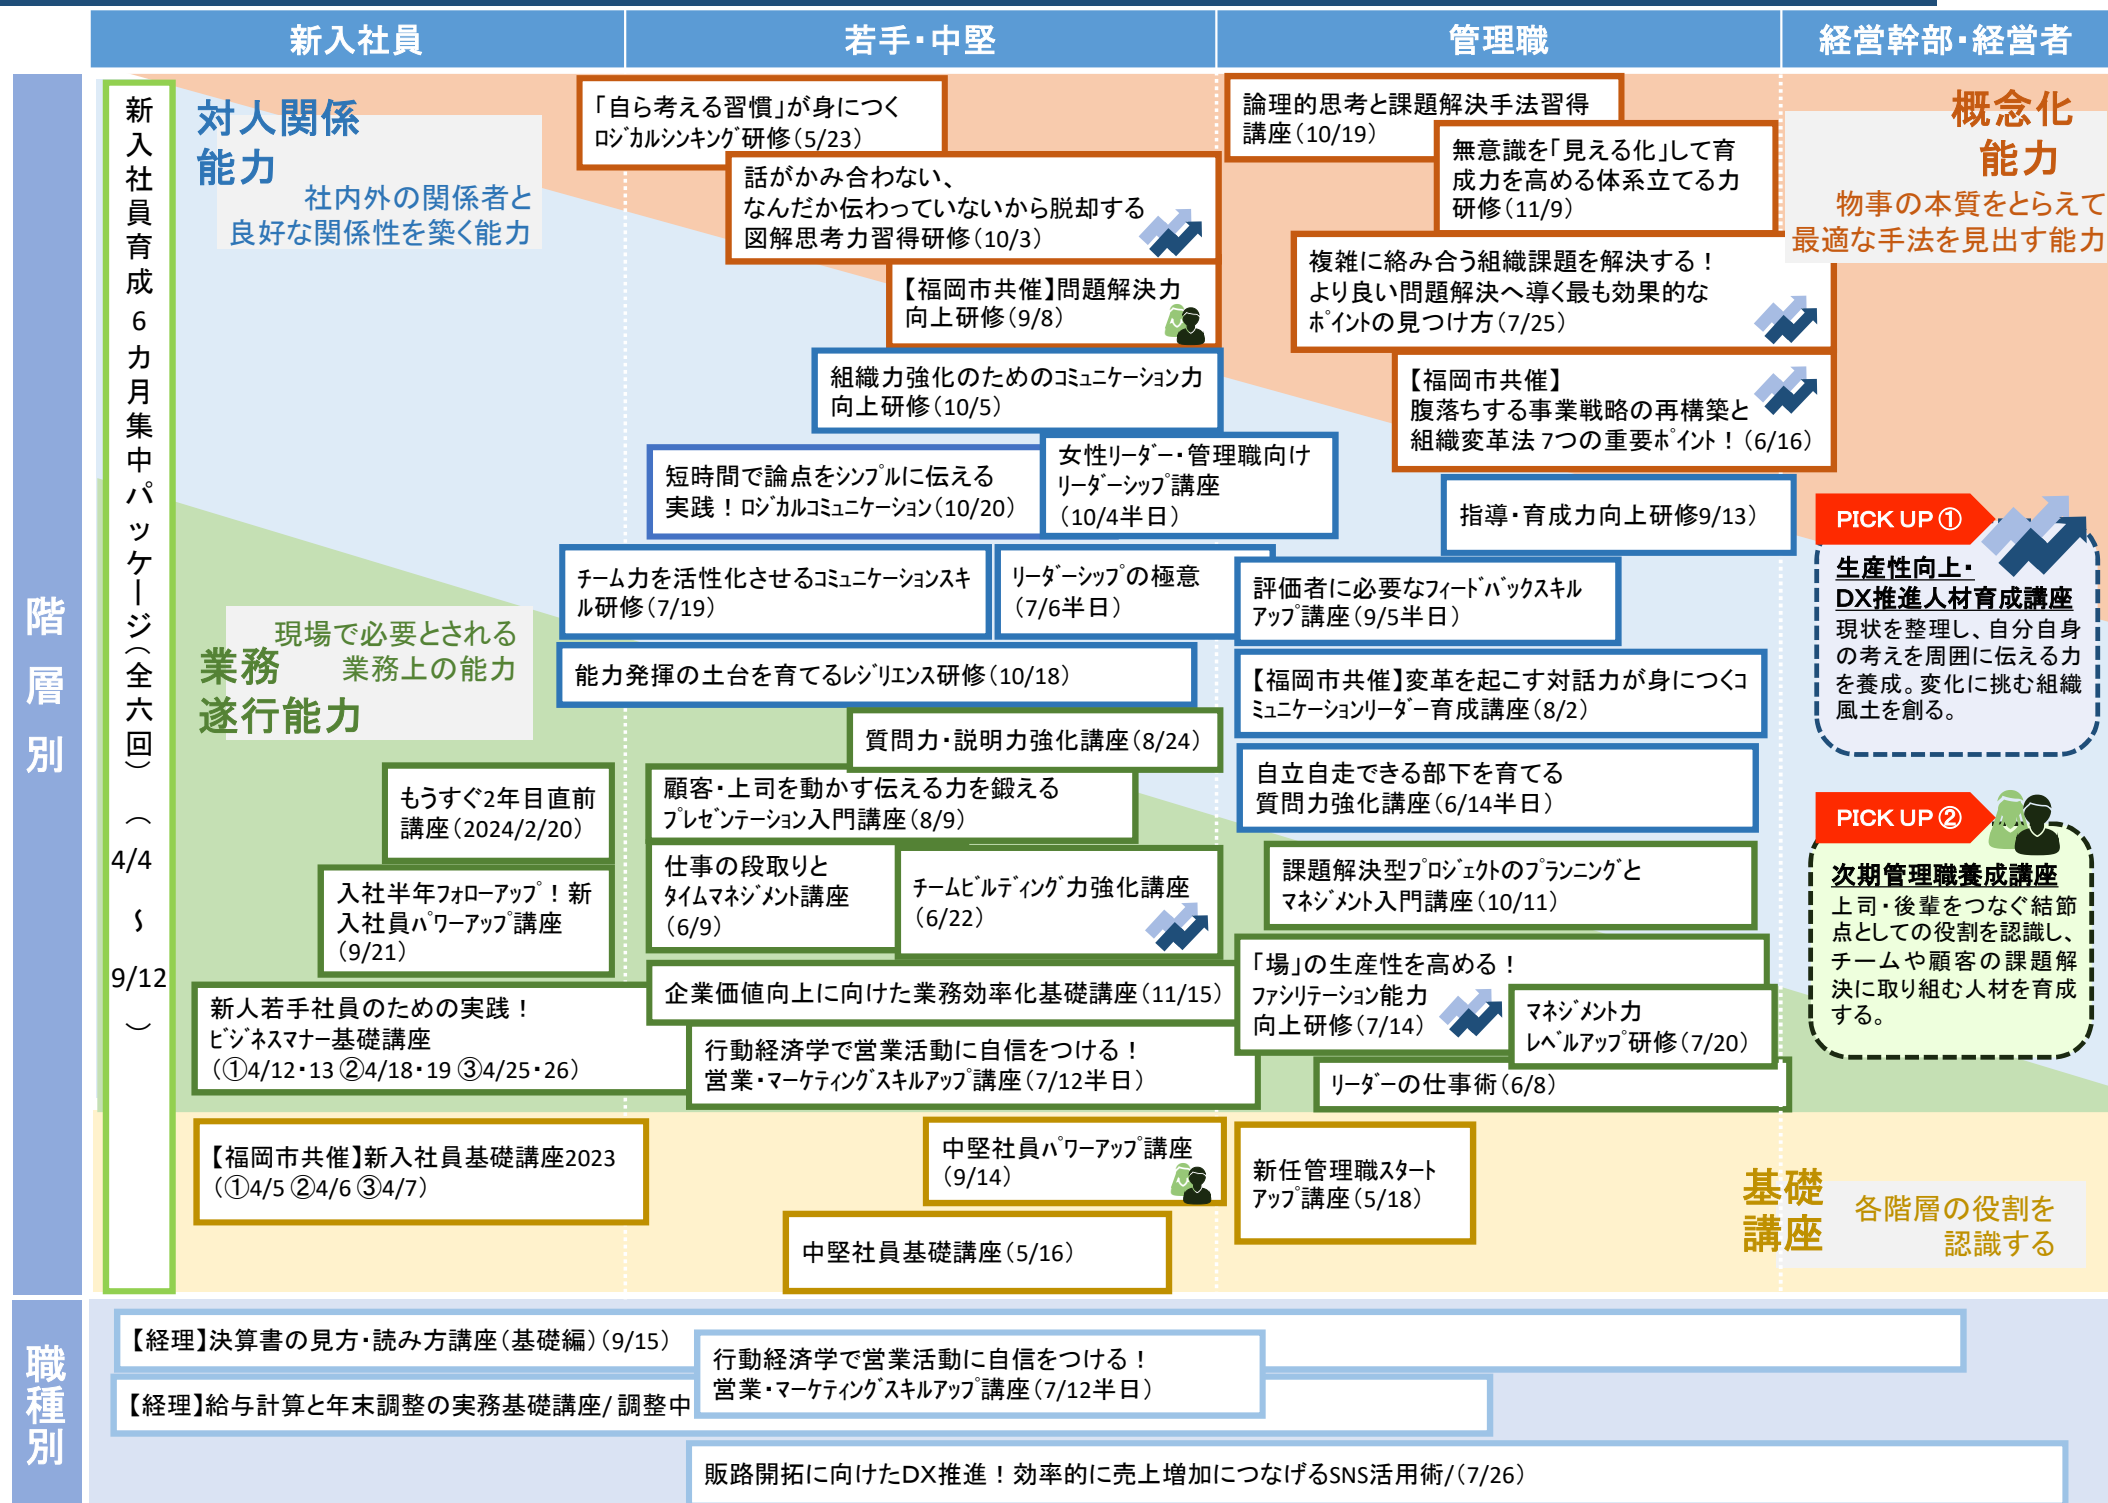 新入社員
若手・中堅
管理職
経営幹部・経営者
階層別
新入社員育成6カ月集中パッケージ（全六回）（4/4～9/12）
対人関係
能力
社内外の関係者と
良好な関係性を築く能力
「自ら考える習慣」が身につく
ﾛｼﾞｶﾙｼﾝｷﾝｸﾞ研修（5/23）
話がかみ合わない、
なんだか伝わっていないから脱却する
図解思考力習得研修（10/3）
【福岡市共催】問題解決力
向上研修（9/8）
論理的思考と課題解決手法習得
講座（10/19）
無意識を「見える化」して育
成力を高める体系立てる力
研修（11/9）
複雑に絡み合う組織課題を解決する！
より良い問題解決へ導く最も効果的な
ﾎﾟｲﾝﾄの見つけ方（7/25）
【福岡市共催】
腹落ちする事業戦略の再構築と
組織変革法 7つの重要ﾎﾟｲﾝﾄ！（6/16）
概念化
能力
物事の本質をとらえて
最適な手法を見出す能力
組織力強化のためのｺﾐｭﾆｹｰｼｮﾝ力
向上研修（10/5）
短時間で論点をｼﾝﾌﾟﾙに伝える
実践！ﾛｼﾞｶﾙｺﾐｭﾆｹｰｼｮﾝ（10/20）
女性ﾘｰﾀﾞｰ・管理職向け
ﾘｰﾀﾞｰｼｯﾌﾟ講座
（10/4半日）
指導・育成力向上研修9/13）
ﾁｰﾑ力を活性化させるｺﾐｭﾆｹｰｼｮﾝｽｷ
ﾙ研修（7/19）
ﾘｰﾀﾞｰｼｯﾌﾟの極意
（7/6半日）
評価者に必要なﾌｨｰﾄﾞﾊﾞｯｸｽｷﾙ
ｱｯﾌﾟ講座（9/5半日）
能力発揮の土台を育てるﾚｼﾞﾘｴﾝｽ研修（10/18）
【福岡市共催】変革を起こす対話力が身につくｺ
ﾐｭﾆｹｰｼｮﾝﾘｰﾀﾞｰ育成講座（8/2）
自立自走できる部下を育てる
質問力強化講座（6/14半日）
PICK UP ①
生産性向上・
DX推進人材育成講座
現状を整理し、自分自身
の考えを周囲に伝える力
を養成。変化に挑む組織
風土を創る。
PICK UP ②
次期管理職養成講座
上司・後輩をつなぐ結節
点としての役割を認識し、
チームや顧客の課題解
決に取り組む人材を育成
する。
現場で必要とされる
業務上の能力
業務
遂行能力
質問力・説明力強化講座（8/24）
もうすぐ2年目直前
講座（2024/2/20）
顧客・上司を動かす伝える力を鍛える
ﾌﾟﾚｾﾞﾝﾃｰｼｮﾝ入門講座（8/9）
入社半年ﾌｫﾛｰｱｯﾌﾟ！新
入社員ﾊﾟﾜｰｱｯﾌﾟ講座
（9/21）
仕事の段取りと
ﾀｲﾑﾏﾈｼﾞﾒﾝﾄ講座
（6/9）
ﾁｰﾑﾋﾞﾙﾃﾞｨﾝｸﾞ力強化講座
（6/22）
課題解決型ﾌﾟﾛｼﾞｪｸﾄのﾌﾟﾗﾝﾆﾝｸﾞと
ﾏﾈｼﾞﾒﾝﾄ入門講座（10/11）
新人若手社員のための実践！
ﾋﾞｼﾞﾈｽﾏﾅｰ基礎講座
（①4/12・13 ②4/18・19 ③4/25・26）
企業価値向上に向けた業務効率化基礎講座（11/15）
行動経済学で営業活動に自信をつける！
営業・ﾏｰｹﾃｨﾝｸﾞｽｷﾙｱｯﾌﾟ講座（7/12半日）
「場」の生産性を高める！
ﾌｧｼﾘﾃｰｼｮﾝ能力
向上研修（7/14）
ﾏﾈｼﾞﾒﾝﾄ力
ﾚﾍﾞﾙｱｯﾌﾟ研修（7/20）
ﾘｰﾀﾞｰの仕事術（6/8）
【福岡市共催】新入社員基礎講座2023
（①4/5 ②4/6 ③4/7）
中堅社員ﾊﾟﾜｰｱｯﾌﾟ講座
（9/14）
中堅社員基礎講座（5/16）
新任管理職ｽﾀｰﾄ
ｱｯﾌﾟ講座（5/18）
基礎
講座
各階層の役割を
認識する
職種別
【経理】決算書の見方・読み方講座（基礎編）（9/15）
【経理】給与計算と年末調整の実務基礎講座/ 調整中
行動経済学で営業活動に自信をつける！
営業・ﾏｰｹﾃｨﾝｸﾞｽｷﾙｱｯﾌﾟ講座（7/12半日）
販路開拓に向けたDX推進！効率的に売上増加につなげるSNS活用術/（7/26）